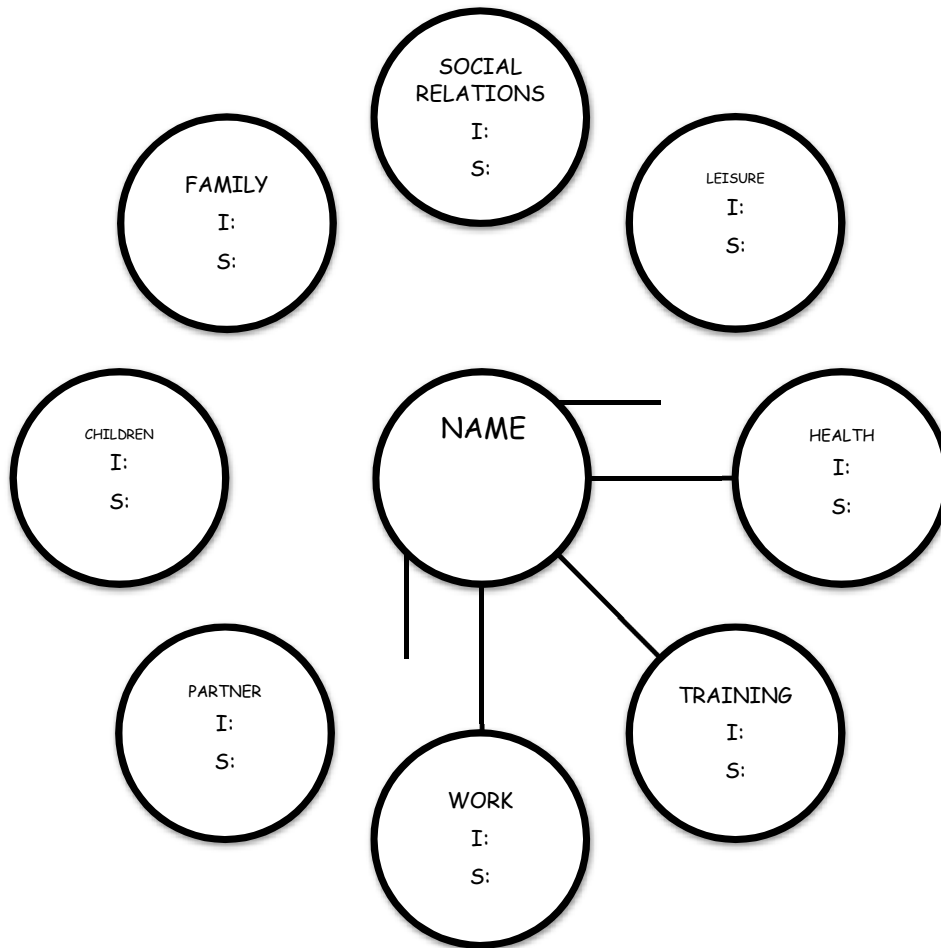 SOCIAL
RELATIONS
I:
S:
FAMILY
I:
S:
LEISURE
I:
S:
CHILDREN
I:
S:
NAME
HEALTH
I:
S:
PARTNER
I:
S:
TRAINING
I:
S:
WORK
I:
S: